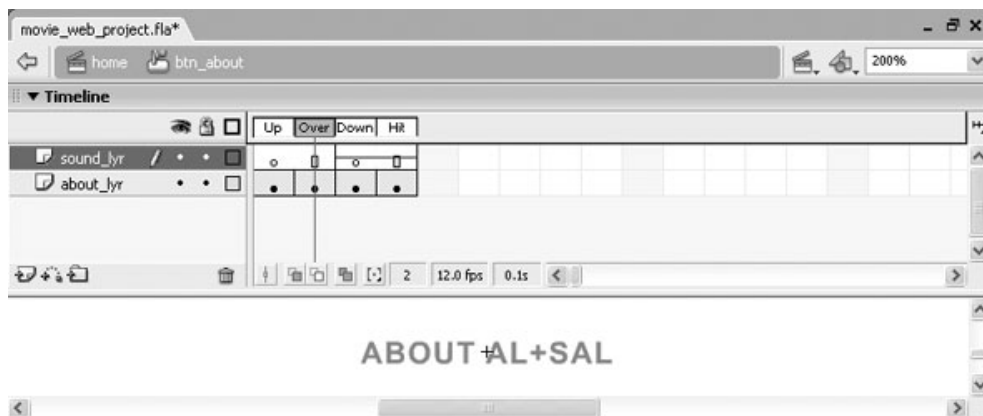 movie_web_project.fla*
home btn_about 200%
Timeline
Up Over Down Hit
sound_lyr
about_lyr
2 12.0 fps 0.1s
ABOUT AL+SAL